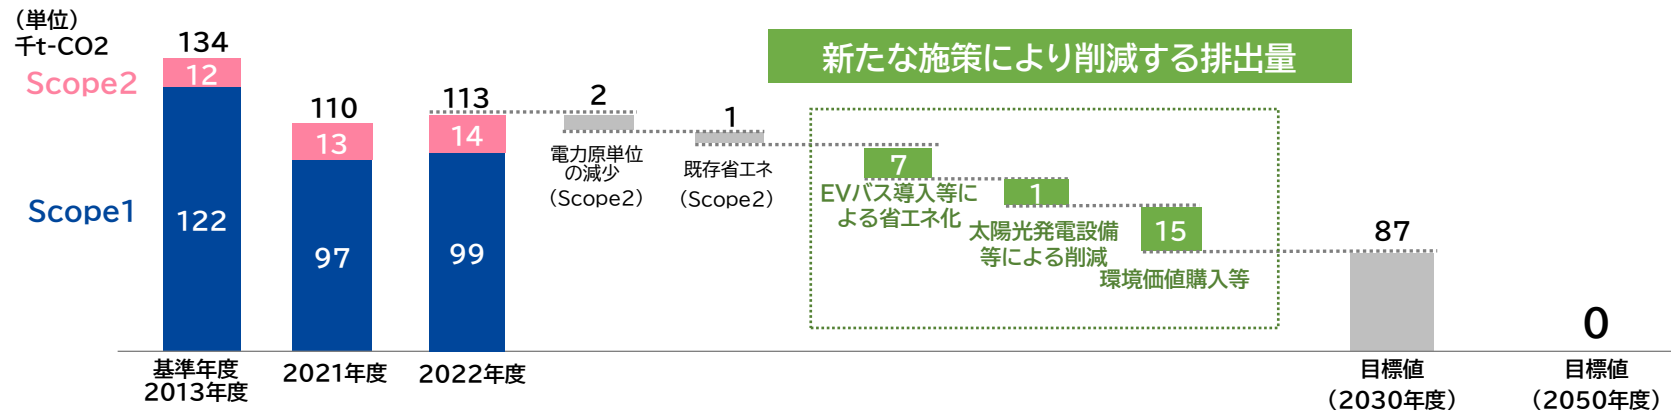 （単位）
千t-CO2
Scope2
Scope1
134
12
122
基準年度
2013年度
110
13
97
2021年度
113
14
99
2022年度
2
電力原単位
の減少
（Scope2）
1
既存省エネ
（Scope2）
新たな施策により削減する排出量
7
EVバス導入等に
よる省エネ化
1
太陽光発電設備
等による削減
15
環境価値購入等
87
目標値
（2030年度）
0
目標値
（2050年度）